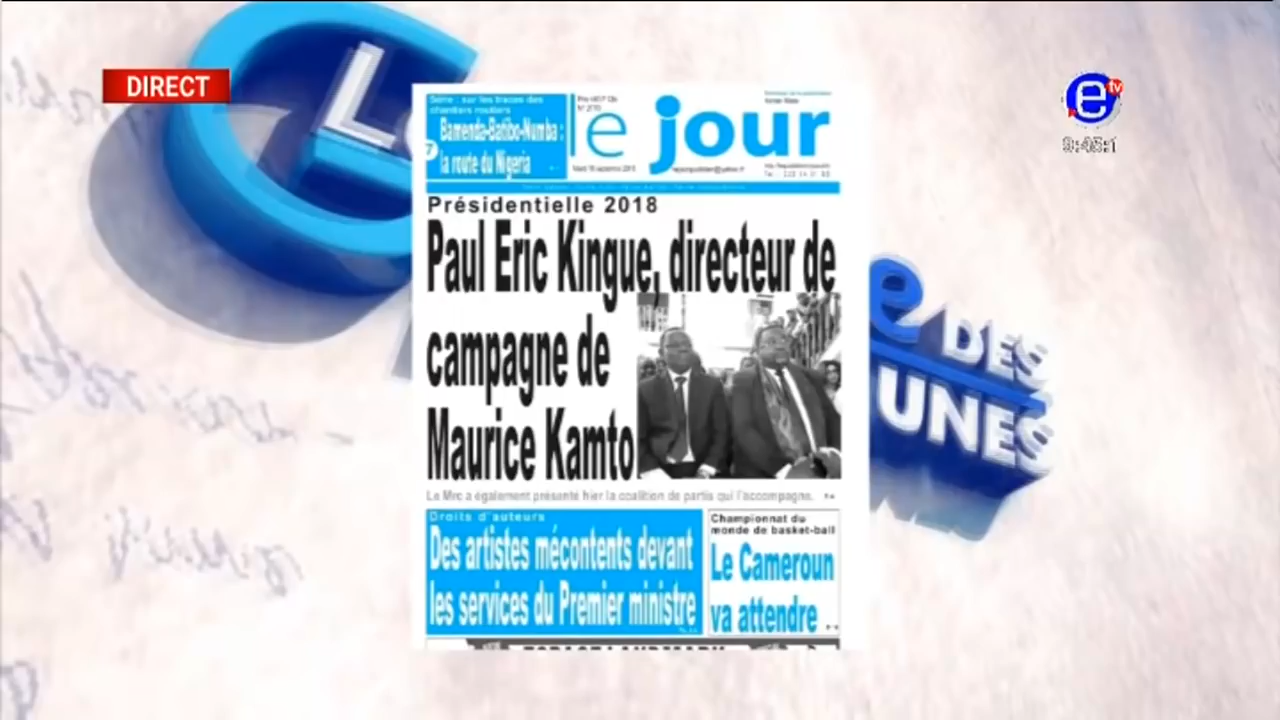 DIRECT
e tv
Série : sur les traces des
chantiers routiers
Bamenda-Batibo-Numba :
la route du Nigeria
7
le jour
Présidentielle 2018
Paul Eric Kingue, directeur de
campagne de
Maurice Kamto
Le Mrc a également présenté hier la coalition de partis qui l'accompagne.
Droits d'auteurs
Des artistes mécontents devant
les services du Premier ministre
Championnat du
monde de basket-ball
Le Cameroun
va attendre
DES
UNES